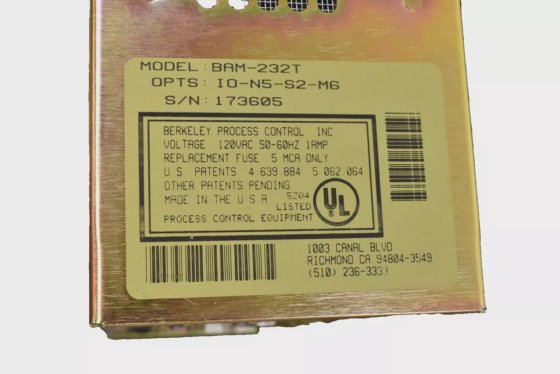 MODEL: BAM-232T
OPTS: IO-N5-S2-M6
S/N: 173605
BERKELEY PROCESS CONTROL INC
VOLTAGE 120VAC 50-60HZ 1AMP
REPLACEMENT FUSE 5 MCA ONLY
U.S. PATENTS 4 639.884 5 062 064
OTHER PATENTS PENDING
MADE IN THE U S A 5204
LISTED
PROCESS CONTROL EQUIPMENT
UL
1003 CANAL BLVD
RICHMOND CA 94804-3549
(510) 236-3333